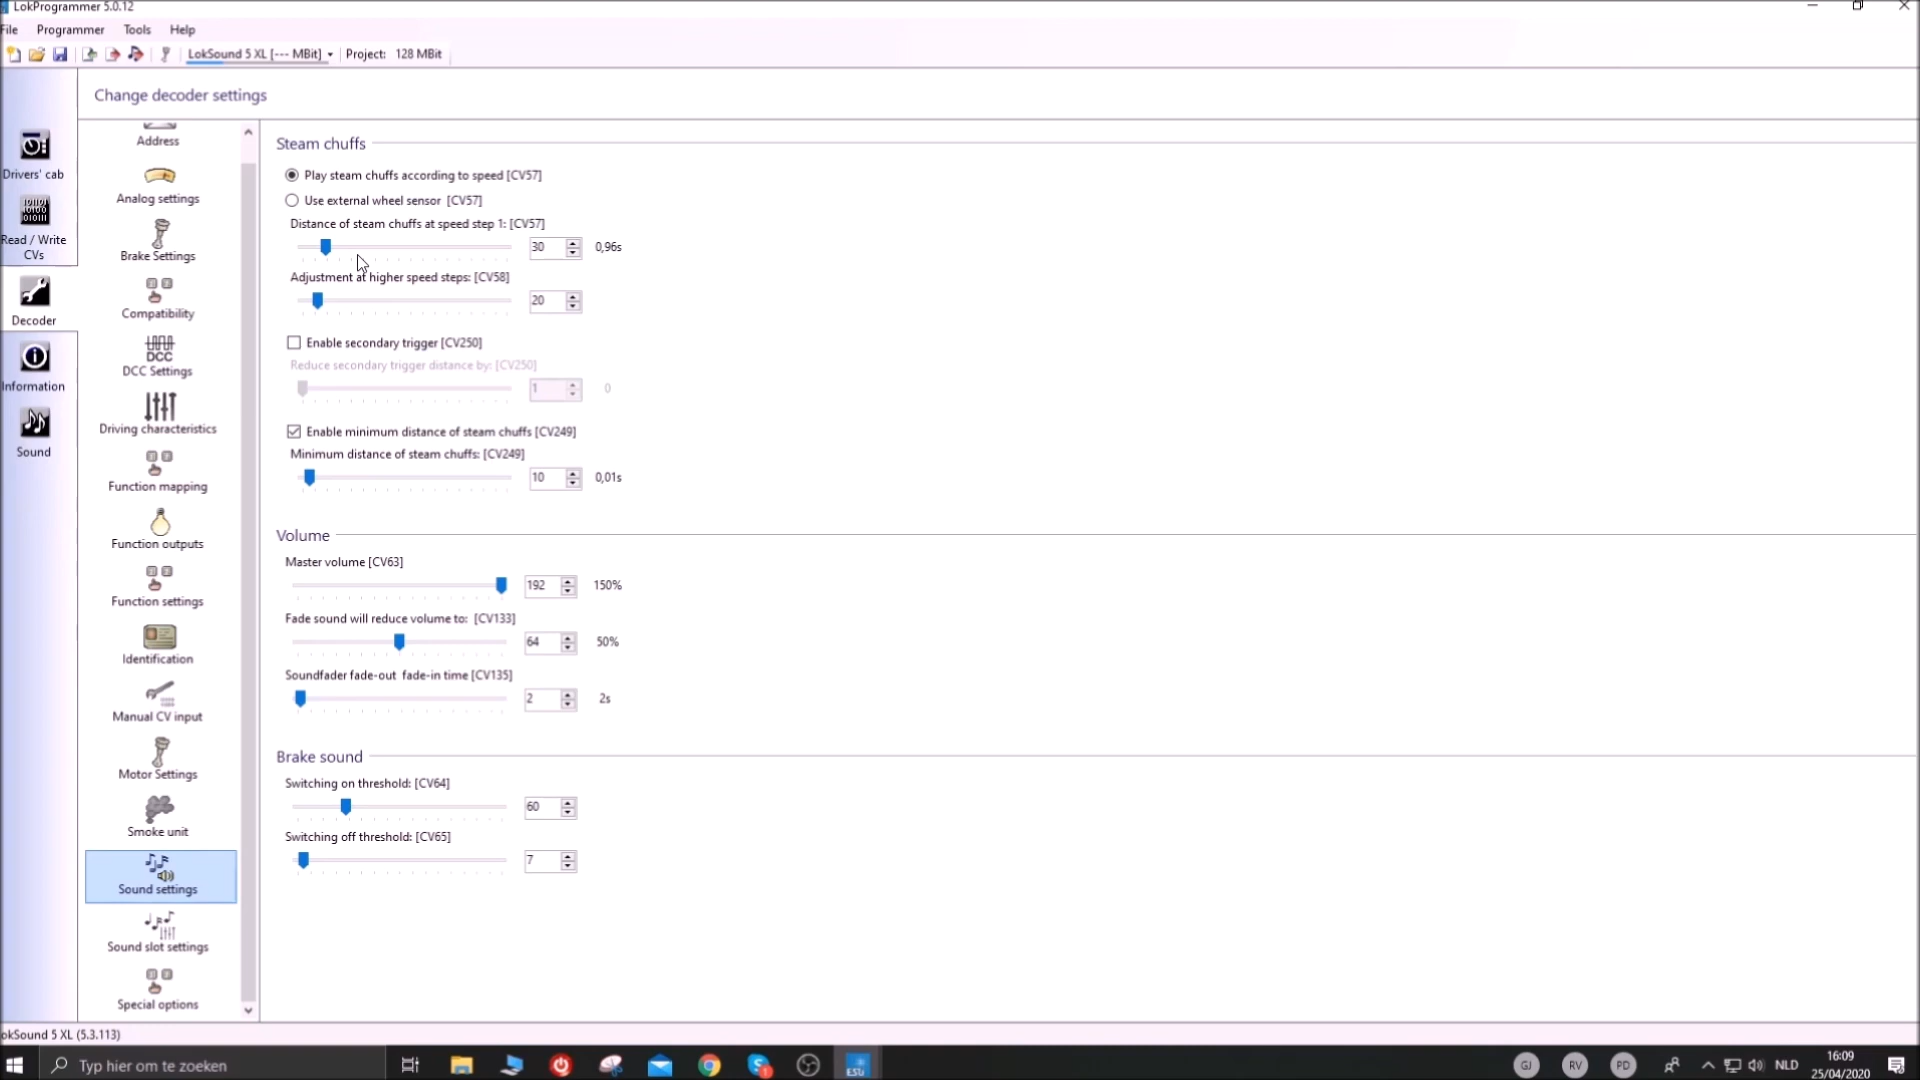 LokProgrammer 5.0.12
File Programmer Tools Help
LokSound 5 XL [--- MBit] Project: 128 MBit
Change decoder settings
Drivers' cab
Read / Write
CVs
Decoder
Information
Sound
Address
Analog settings
Brake Settings
Compatibility
DCC
DCC Settings
Driving characteristics
Function mapping
Function outputs
Function settings
Identification
Manual CV input
Motor Settings
Smoke unit
Sound settings
Sound slot settings
Special options
Steam chuffs
Play steam chuffs according to speed [CV57]
Use external wheel sensor [CV57]
Distance of steam chuffs at speed step 1: [CV57]
30 0,96s
Adjustment at higher speed steps: [CV58]
20
Enable secondary trigger [CV250]
Reduce secondary trigger distance by: [CV250]
1 0
Enable minimum distance of steam chuffs [CV249]
Minimum distance of steam chuffs: [CV249]
10 0,01s
Volume
Master volume [CV63]
192 150%
Fade sound will reduce volume to: [CV133]
64 50%
Soundfader fade-out fade-in time [CV135]
2 2s
Brake sound
Switching on threshold: [CV64]
60
Switching off threshold: [CV65]
7
okSound 5 XL (5.3.113)
Typ hier om te zoeken
ESU
GJ RV PD NLD
16:09
25/04/2020